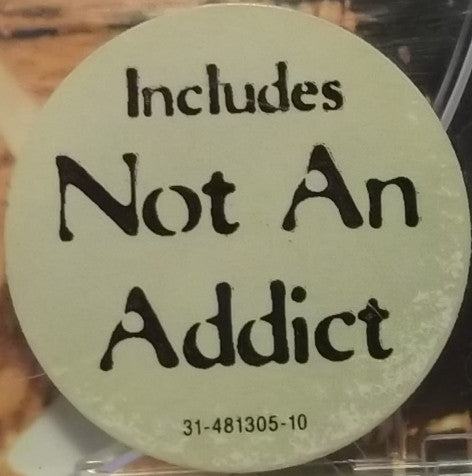 Includes
Not An
Addict
31-481305-10